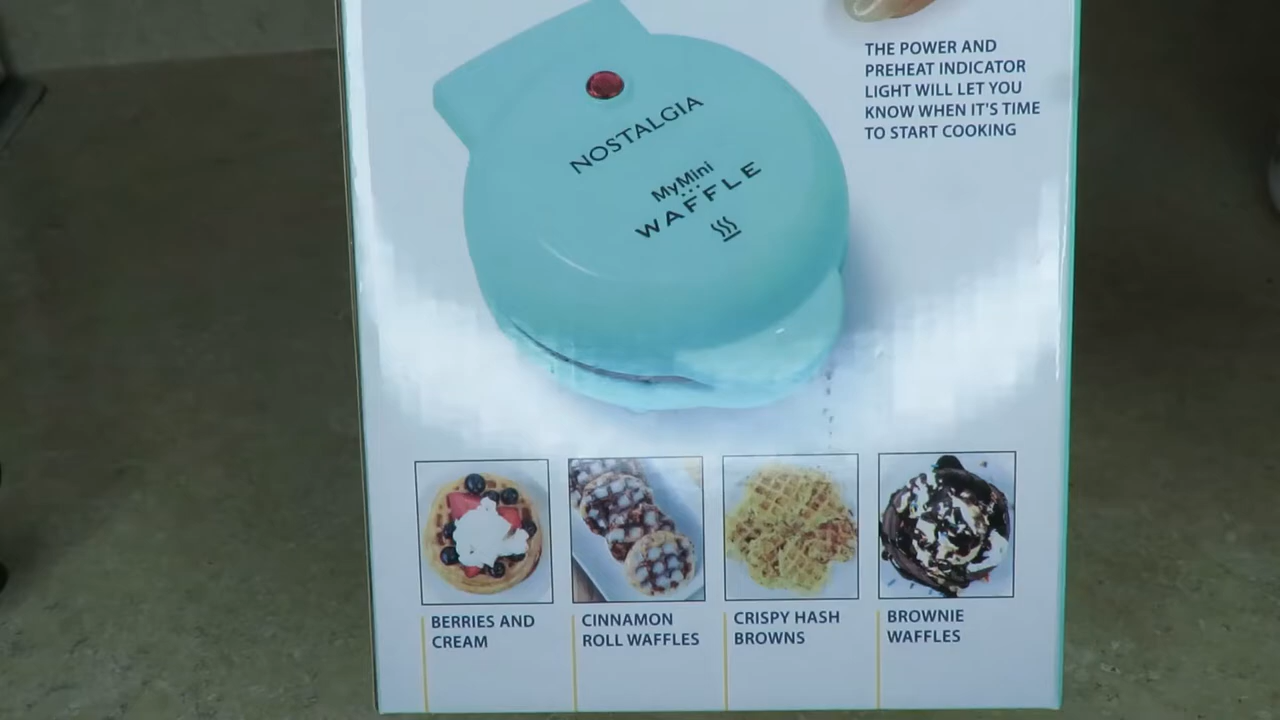 THE POWER AND
PREHEAT INDICATOR
LIGHT WILL LET YOU
KNOW WHEN IT'S TIME
TO START COOKING
NOSTALGIA
MyMini
WAFFLE
BERRIES AND
CREAM
CINNAMON
ROLL WAFFLES
CRISPY HASH
BROWNS
BROWNIE
WAFFLES